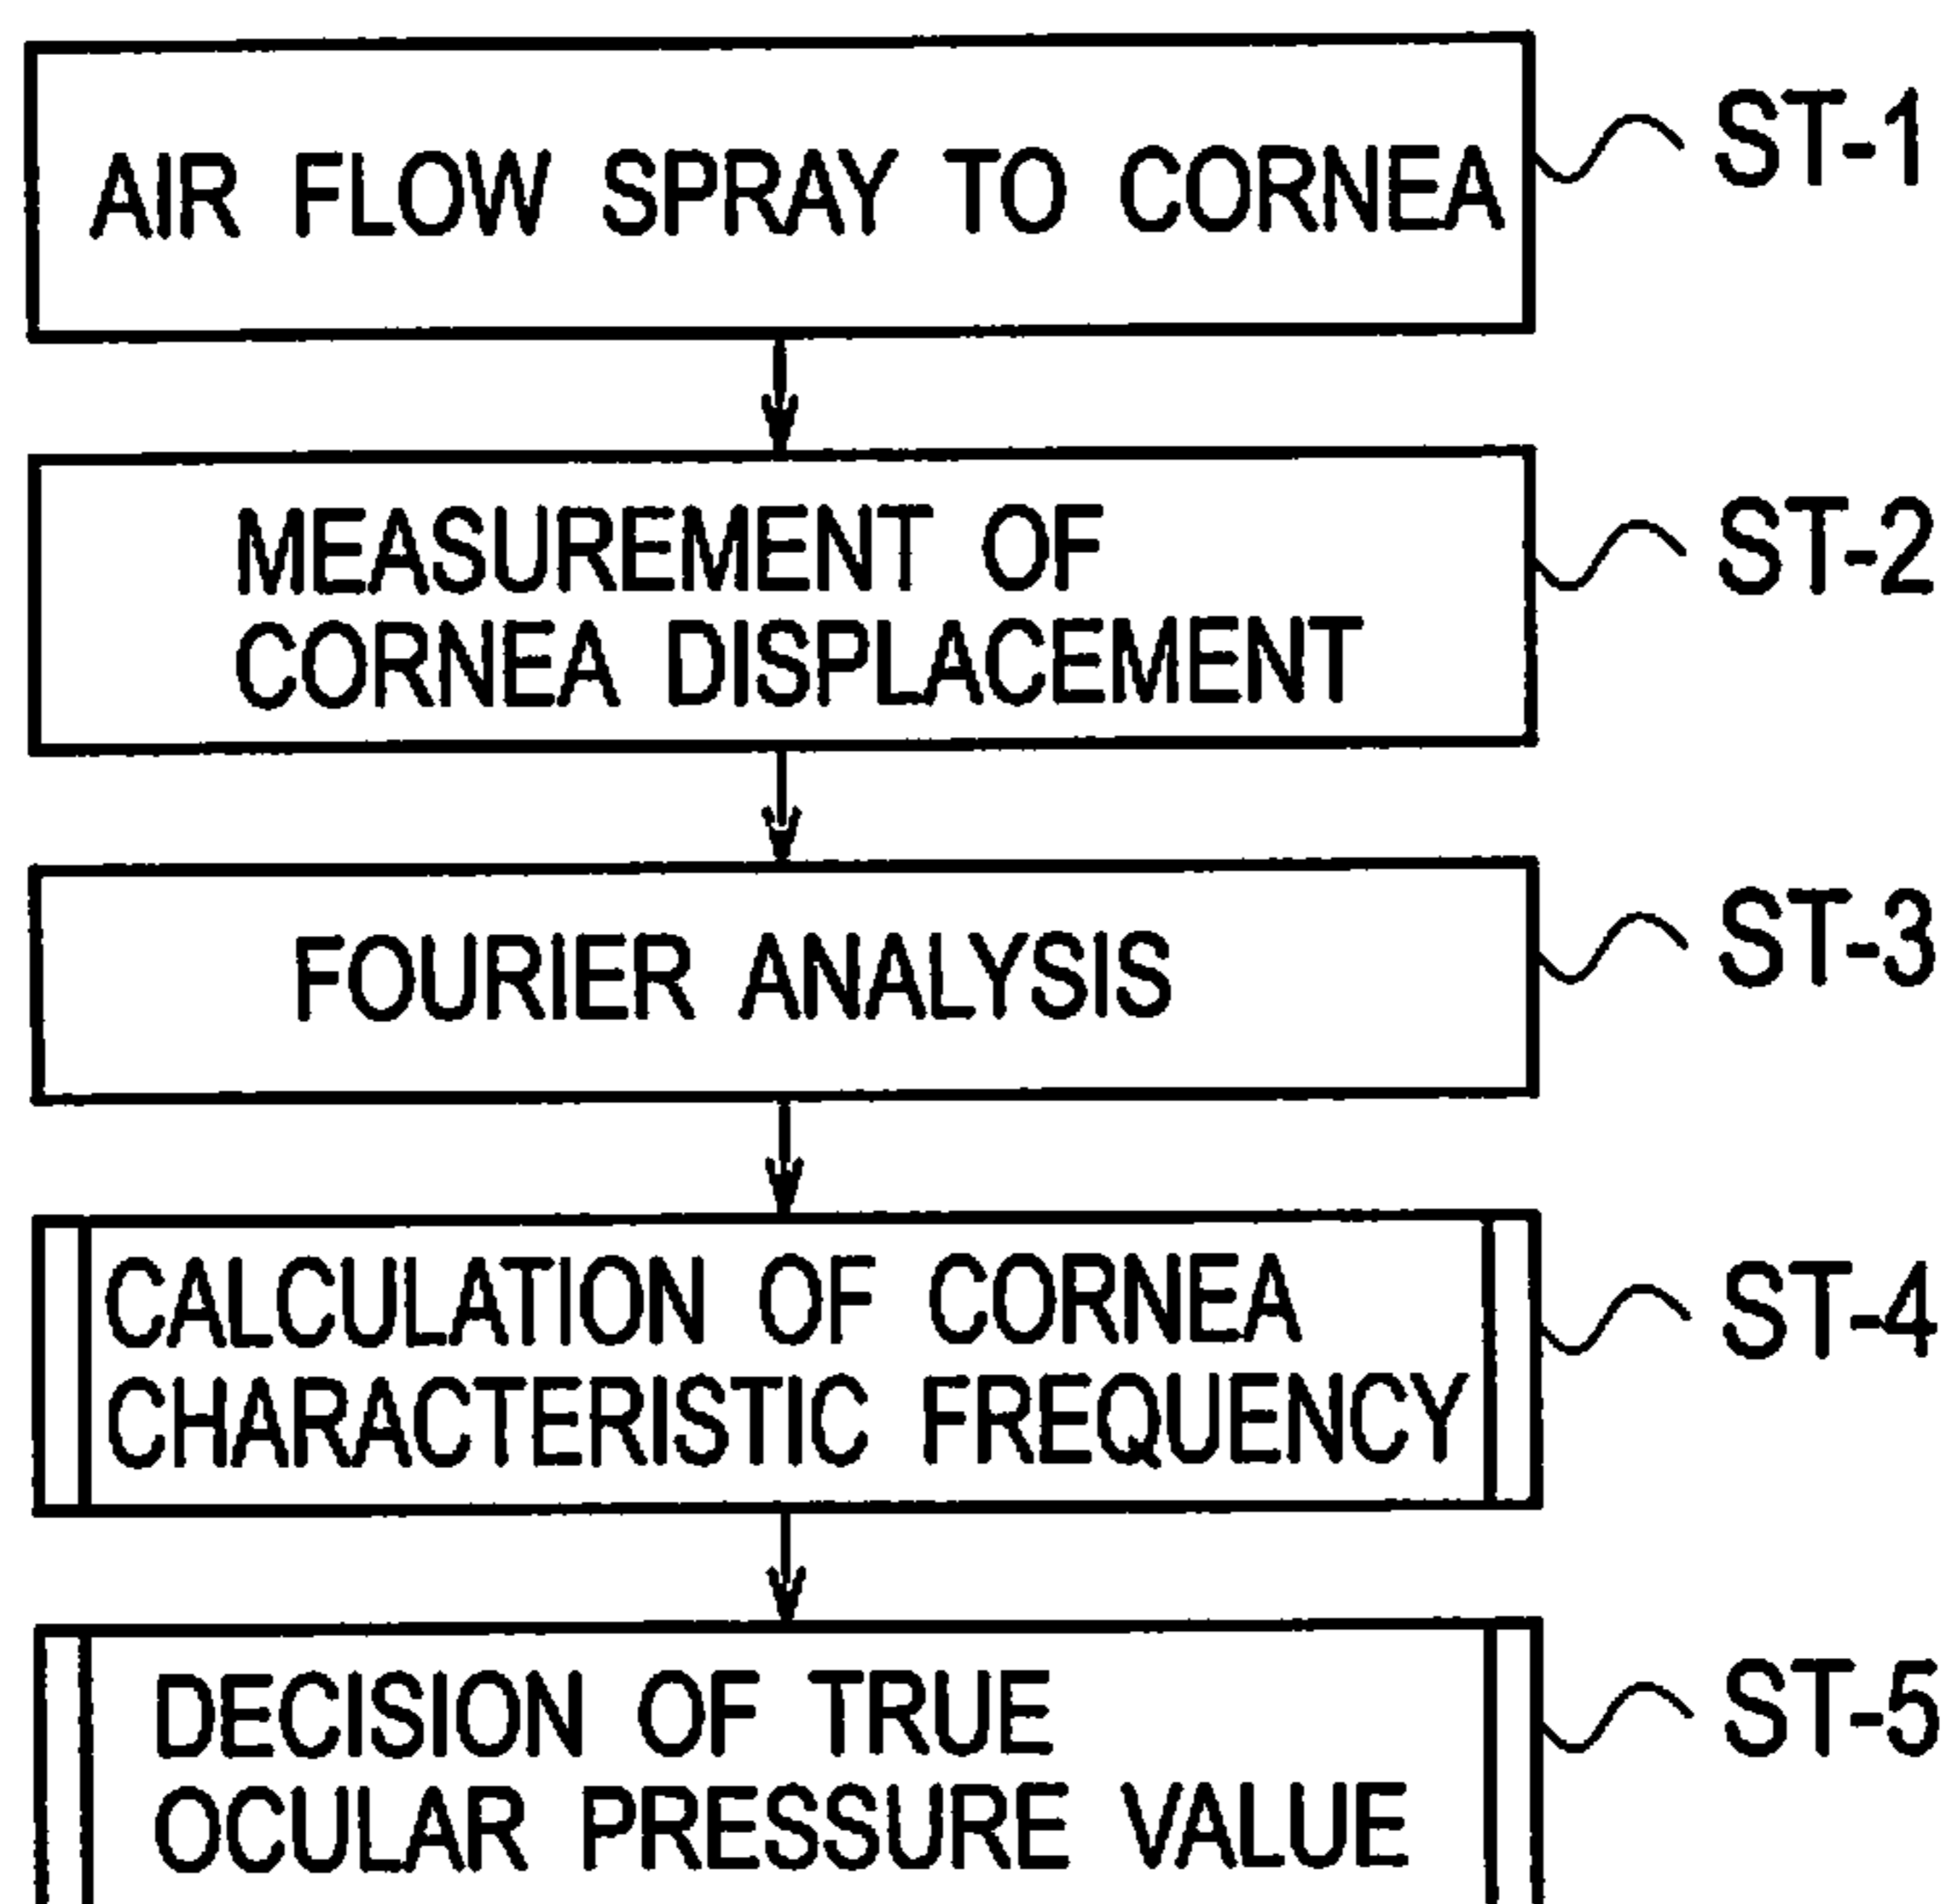 AIR FLOW SPRAY TO CORNEA
ST-1
MEASUREMENT OF
CORNEA DISPLACEMENT
ST-2
FOURIER ANALYSIS
ST-3
CALCULATION OF CORNEA
CHARACTERISTIC FREQUENCY
ST-4
DECISION OF TRUE
OCULAR PRESSURE VALUE
ST-5